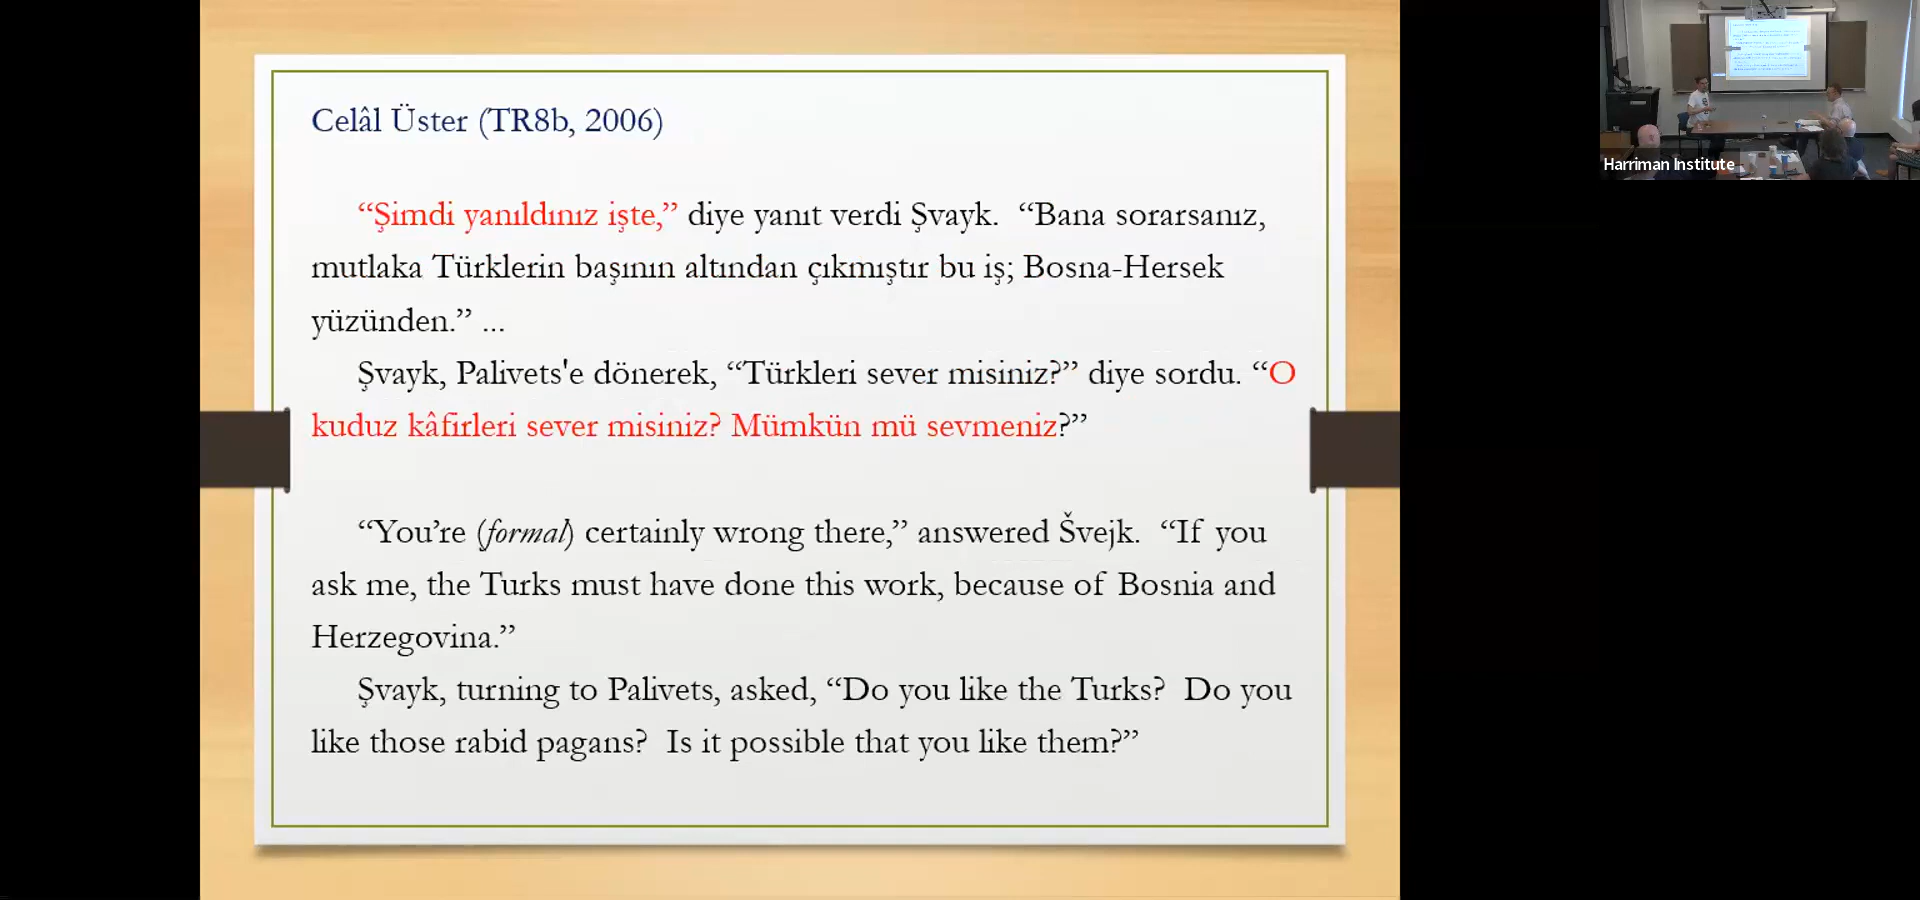 Celâl Üster (TR8b, 2006)
“Şimdi yanıldınız işte,” diye yanıt verdi Şvayk. “Bana sorarsanız,
mutlaka Türklerin başının altından çıkmıştır bu iş; Bosna-Hersek
yüzünden.” ...
Şvayk, Palivets'e dönerek, “Türkleri sever misiniz?” diye sordu. “O
kuduz kâfirleri sever misiniz? Mümkün mü sevmeniz?”
“You’re (formal) certainly wrong there,” answered Švejk. “If you
ask me, the Turks must have done this work, because of Bosnia and
Herzegovina.”
Şvayk, turning to Palivets, asked, “Do you like the Turks? Do you
like those rabid pagans? Is it possible that you like them?”
Harriman Institute